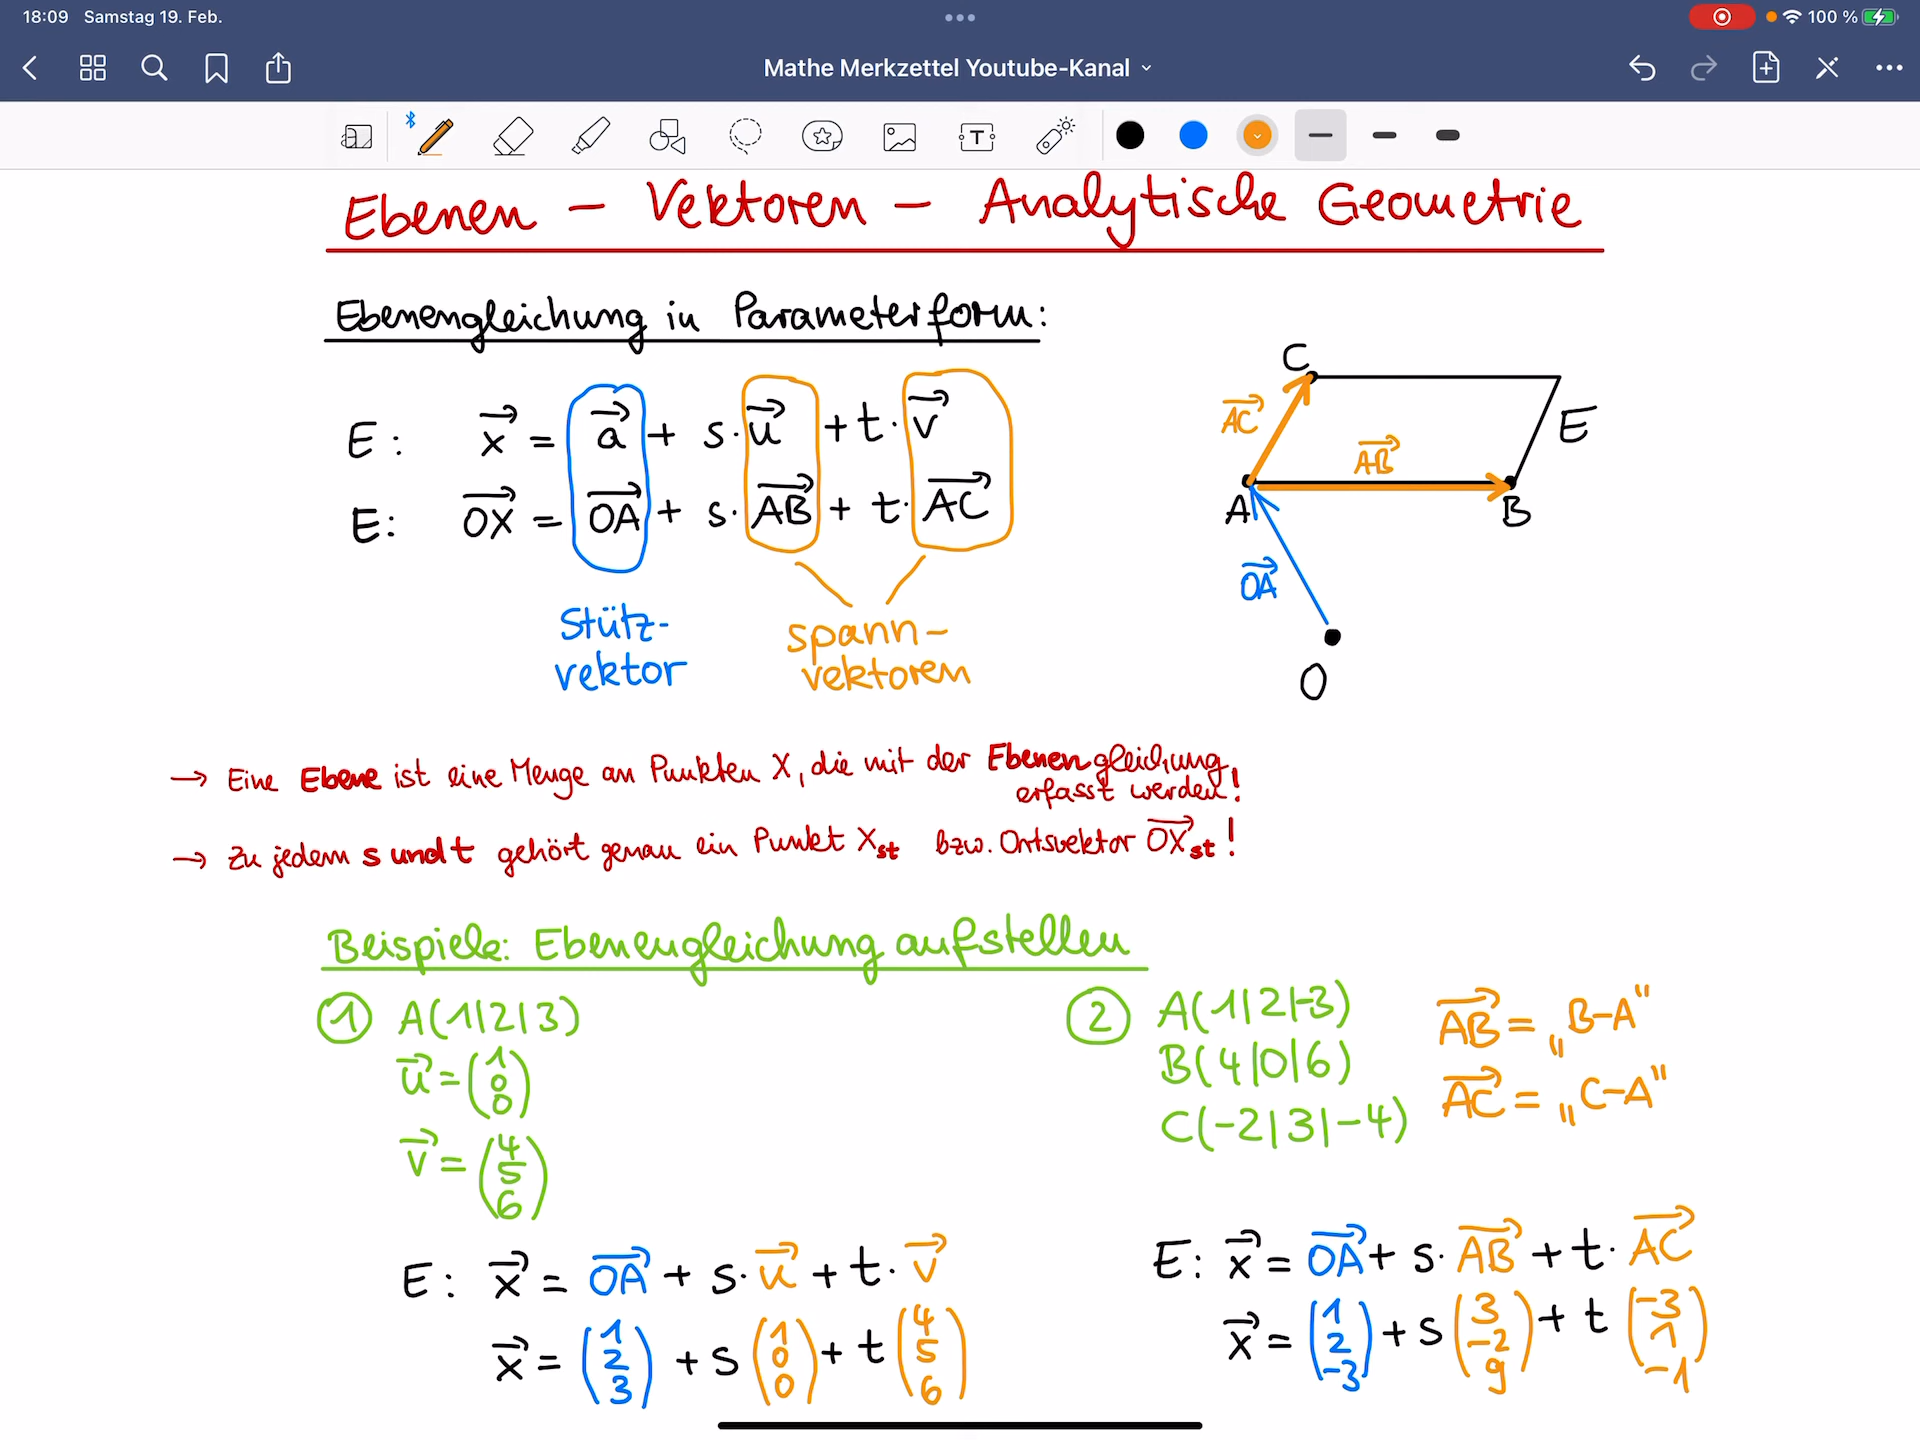 18:09 Samstag 19. Feb.
100 %
Mathe Merkzettel Youtube-Kanal
Ebenen – Vektoren – Analytische Geometrie
Ebenengleichung in Parameterform:
E: x⃗ = a⃗ + s·u⃗ + t·v⃗
E: OX⃗ = OA⃗ + s·AB⃗ + t·AC⃗
Stütz-
vektor
spann-
vektoren
C
AC⃗
AB⃗
E
A
B
OA⃗
O
→ Eine Ebene ist eine Menge an Punkten X, die mit der Ebenengleichung
erfasst werden!
→ Zu jedem s und t gehört genau ein Punkt X_st bzw. Ortsvektor OX⃗_st!
Beispiele: Ebenengleichung aufstellen
① A(1|2|3)
u⃗ = (1 0 0)
v⃗ = (4 5 6)
E: x⃗ = OA⃗ + s·u⃗ + t·v⃗
x⃗ = (1 2 3) + s (1 0 0) + t (4 5 6)
② A(1|2|-3)
B(4|0|6)
C(-2|3|-4)
AB⃗ = „B-A"
AC⃗ = „C-A"
E: x⃗ = OA⃗ + s·AB⃗ + t·AC⃗
x⃗ = (1 2 -3) + s (3 -2 9) + t (-3 1 -1)